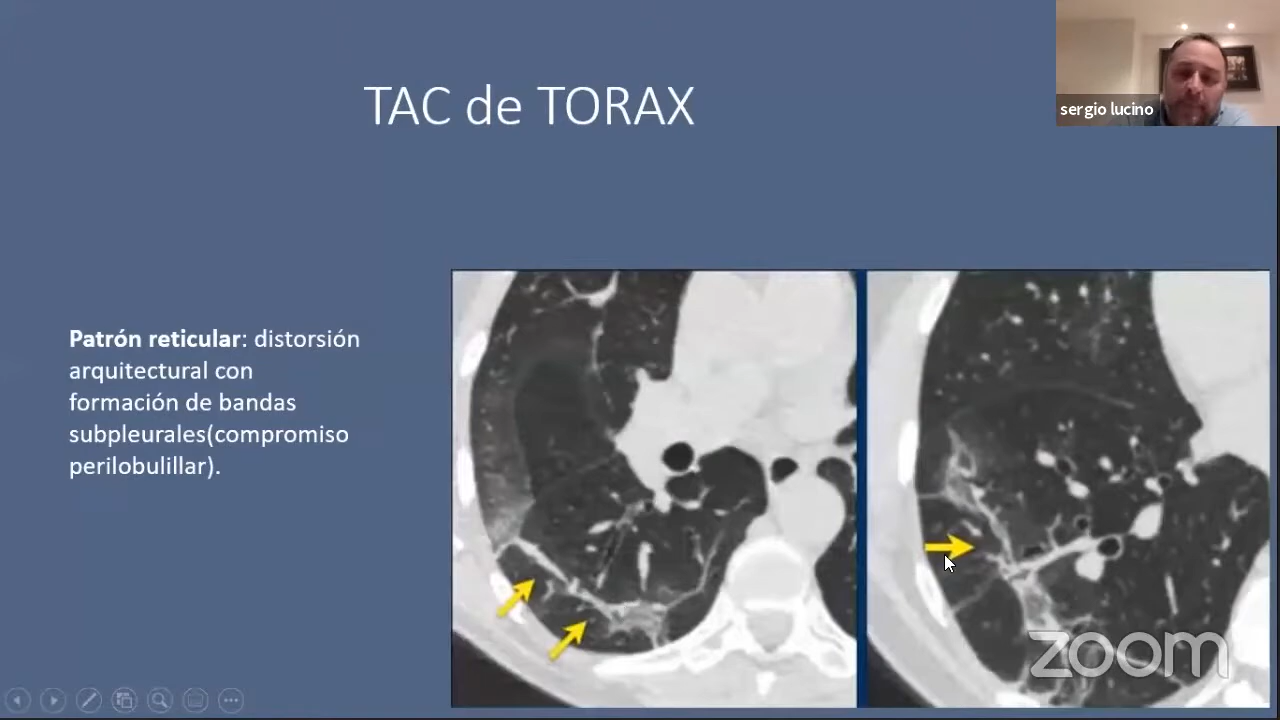 TAC de TORAX
sergio lucino
Patrón reticular: distorsión
arquitectural con
formación de bandas
subpleurales(compromiso
perilobulillar).
zoom